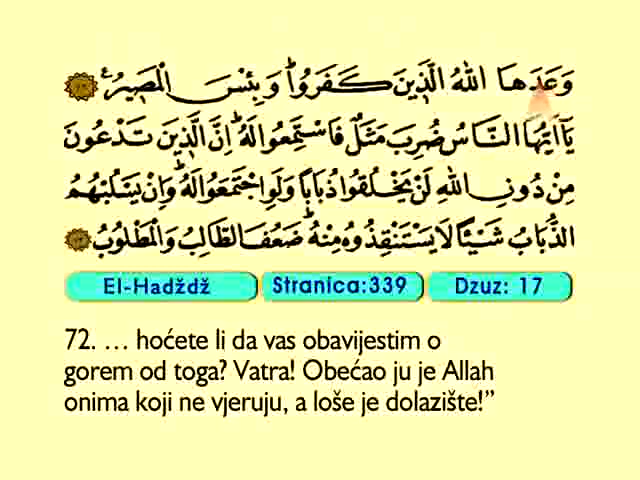 وَعَدَهَا اللّٰهُ الَّذِينَ كَفَرُواۜ وَبِئْسَ الْمَصِيرُ۟ ﴿٧٢﴾
يَٓا اَيُّهَا النَّاسُ ضُرِبَ مَثَلٌ فَاسْتَمِعُوا لَهُۜ اِنَّ الَّذِينَ تَدْعُونَ
مِنْ دُونِ اللّٰهِ لَنْ يَخْلُقُوا ذُبَابًا وَلَوِ اجْتَمَعُوا لَهُۜ وَاِنْ يَسْلُبْهُمُ
الذُّبَابُ شَيْـًٔا لَا يَسْتَنْقِذُوهُ مِنْهُۜ ضَعُفَ الطَّالِبُ وَالْمَطْلُوبُ ﴿٧٣﴾
El-Hadždž Stranica:339 Dzuz: 17
72. … hoćete li da vas obavijestim o
gorem od toga? Vatra! Obećao ju je Allah
onima koji ne vjeruju, a loše je dolazište!”